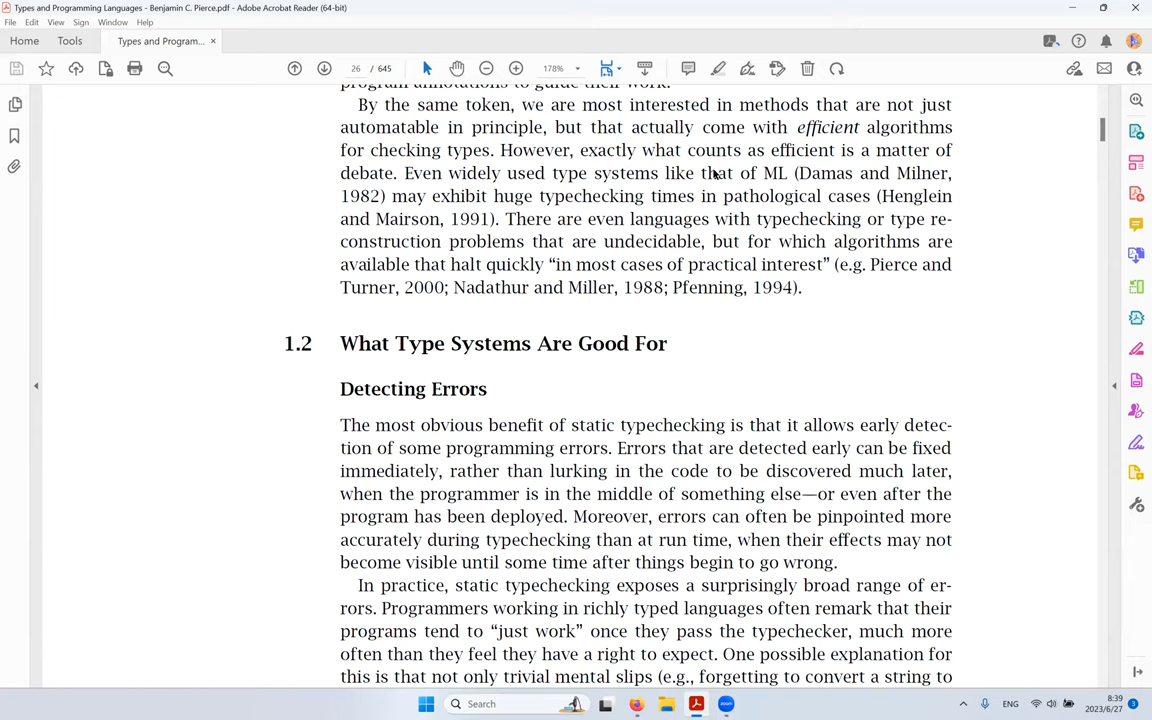 Types and Programming Languages - Benjamin C. Pierce.pdf - Adobe Acrobat Reader (64-bit)
File Edit View Sign Window Help
Home Tools Types and Program... ×
26 / 645 178%
program annotations to guide their work.
By the same token, we are most interested in methods that are not just
automatable in principle, but that actually come with efficient algorithms
for checking types. However, exactly what counts as efficient is a matter of
debate. Even widely used type systems like that of ML (Damas and Milner,
1982) may exhibit huge typechecking times in pathological cases (Henglein
and Mairson, 1991). There are even languages with typechecking or type re-
construction problems that are undecidable, but for which algorithms are
available that halt quickly “in most cases of practical interest” (e.g. Pierce and
Turner, 2000; Nadathur and Miller, 1988; Pfenning, 1994).
1.2 What Type Systems Are Good For
Detecting Errors
The most obvious benefit of static typechecking is that it allows early detec-
tion of some programming errors. Errors that are detected early can be fixed
immediately, rather than lurking in the code to be discovered much later,
when the programmer is in the middle of something else—or even after the
program has been deployed. Moreover, errors can often be pinpointed more
accurately during typechecking than at run time, when their effects may not
become visible until some time after things begin to go wrong.
In practice, static typechecking exposes a surprisingly broad range of er-
rors. Programmers working in richly typed languages often remark that their
programs tend to “just work” once they pass the typechecker, much more
often than they feel they have a right to expect. One possible explanation for
this is that not only trivial mental slips (e.g., forgetting to convert a string to
Search zoom ENG 8:39
2023/6/27 3